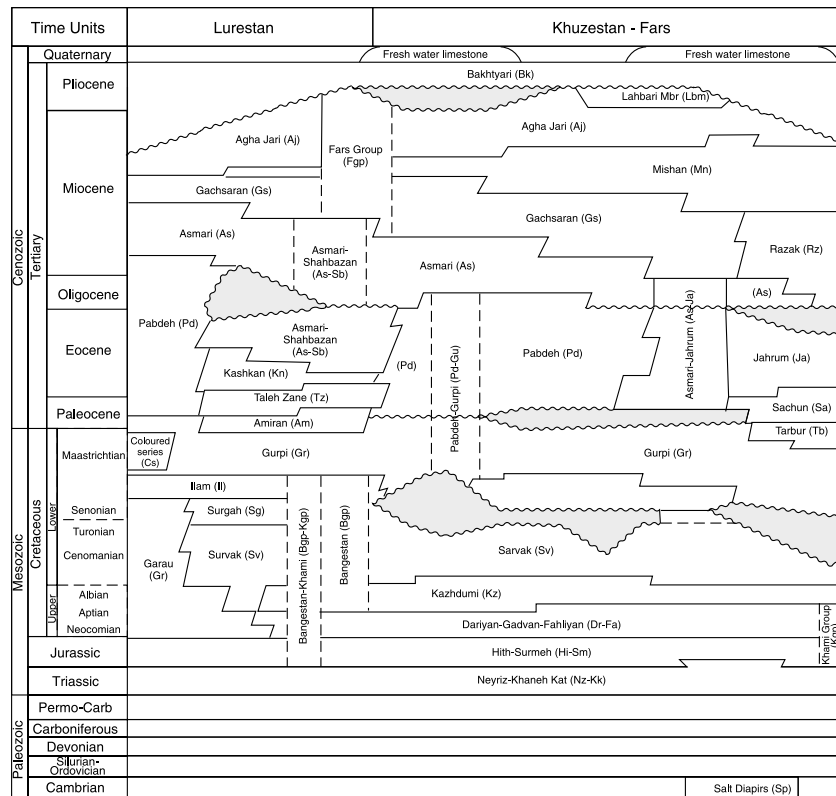 Time Units
Lurestan
Khuzestan - Fars
Quaternary
Fresh water limestone
Fresh water limestone
Cenozoic
Tertiary
Pliocene
Bakhtyari (Bk)
Lahbari Mbr (Lbm)
Miocene
Agha Jari (Aj)
Fars Group
(Fgp)
Agha Jari (Aj)
Mishan (Mn)
Gachsaran (Gs)
Gachsaran (Gs)
Asmari (As)
Asmari-
Shahbazan
(As-Sb)
Asmari (As)
Razak (Rz)
Oligocene
(As)
Pabdeh (Pd)
Eocene
Asmari-
Shahbazan
(As-Sb)
(Pd)
Pabdeh-Gurpi (Pd-Gu)
Pabdeh (Pd)
Asmari-Jahrum (As-Ja)
Jahrum (Ja)
Kashkan (Kn)
Taleh Zane (Tz)
Paleocene
Sachun (Sa)
Amiran (Am)
Tarbur (Tb)
Mesozoic
Cretaceous
Lower
Maastrichtian
Coloured
series
(Cs)
Gurpi (Gr)
Gurpi (Gr)
Ilam (Il)
Senonian
Surgah (Sg)
Turonian
Cenomanian
Garau
(Gr)
Survak (Sv)
Bangestan-Khami (Bgp-Kgp)
Bangestan (Bgp)
Sarvak (Sv)
Upper
Albian
Kazhdumi (Kz)
Aptian
Neocomian
Dariyan-Gadvan-Fahliyan (Dr-Fa)
Khami Group
(Kgp)
Jurassic
Hith-Surmeh (Hi-Sm)
Triassic
Neyriz-Khaneh Kat (Nz-Kk)
Paleozoic
Permo-Carb
Carboniferous
Devonian
Silurian-
Ordovician
Cambrian
Salt Diapirs (Sp)